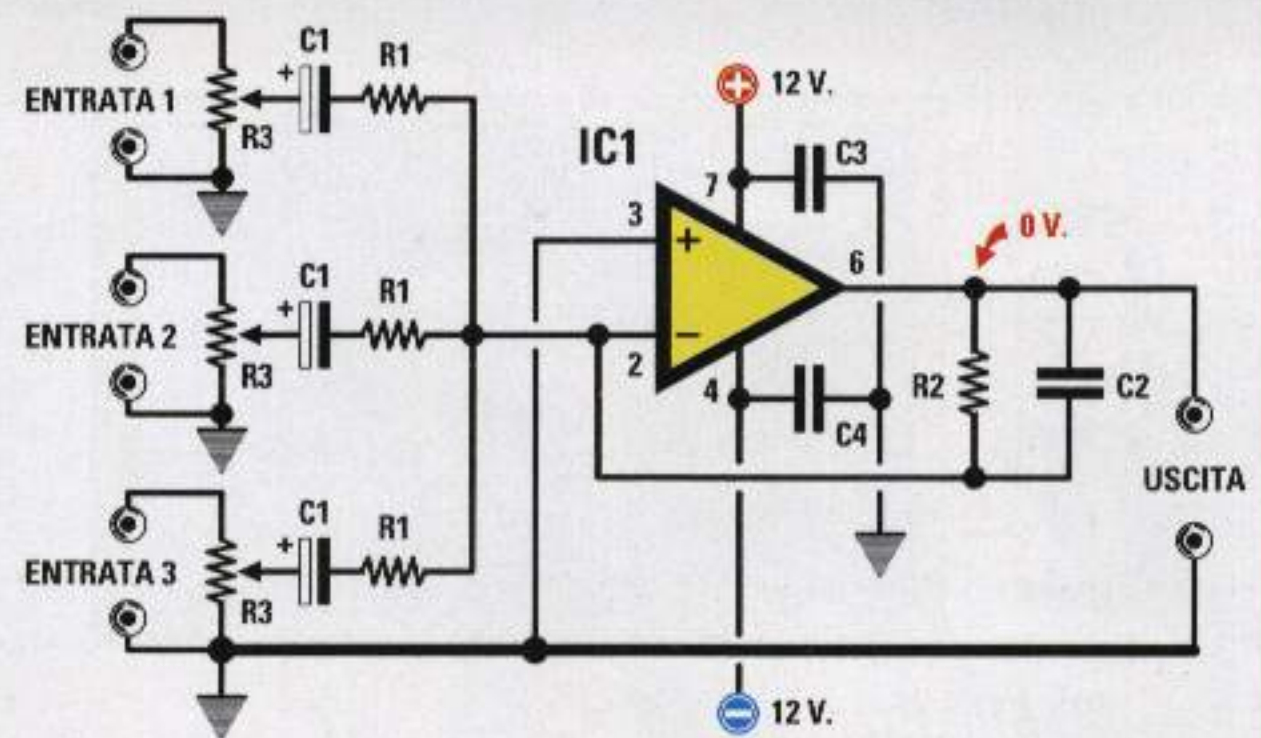 ENTRATA 1
R3
+
C1
R1
ENTRATA 2
R3
+
C1
R1
ENTRATA 3
R3
+
C1
R1
IC1
+ 12 V.
7
C3
3
+
6
0 V.
−
2
4
C4
R2
C2
USCITA
− 12 V.